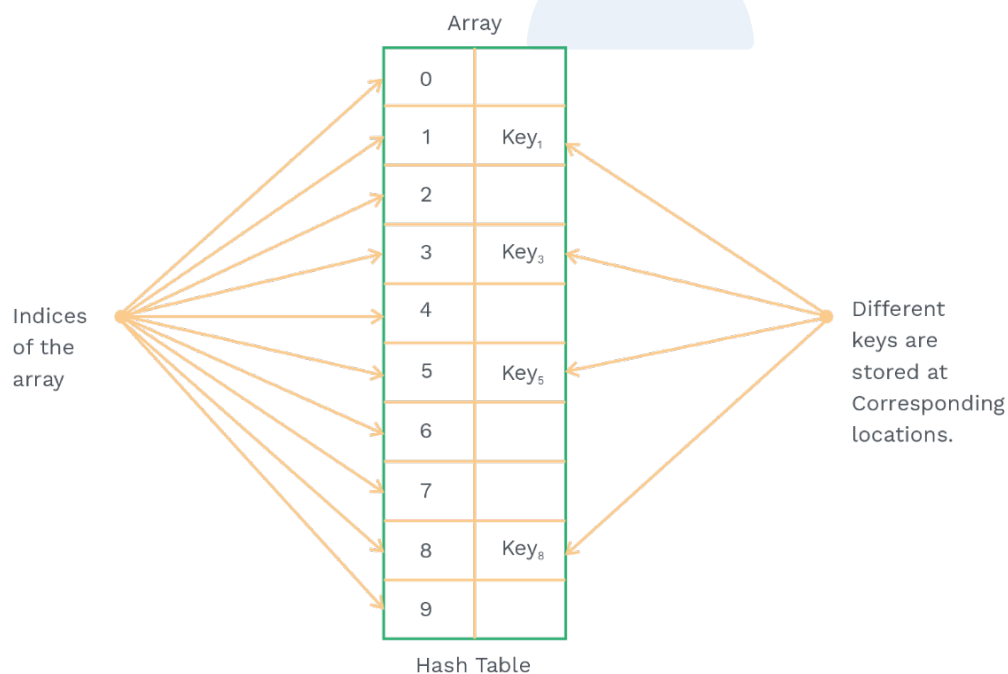 Array
0
1 Key₁
2
3 Key₃
4
5 Key₅
6
7
8 Key₈
9
Hash Table
Indices
of the
array
Different
keys are
stored at
Corresponding
locations.